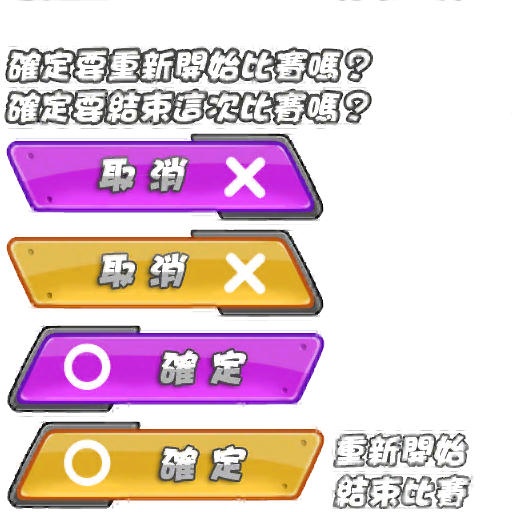 確定要重新開始比賽嗎？
確定要結束這次比賽嗎？
取消
取消
確定
確定
重新開始
結束比賽